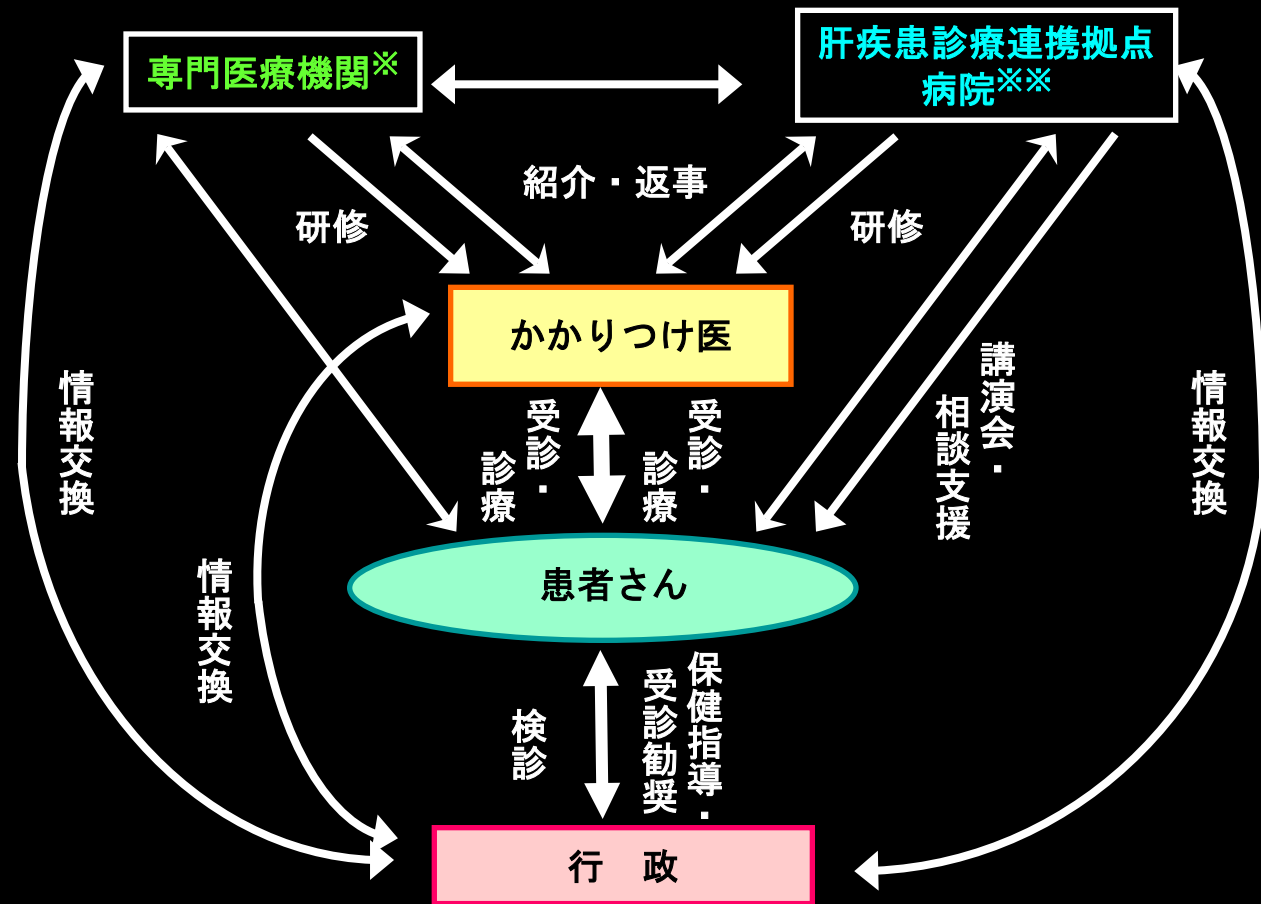 専門医療機関※
肝疾患診療連携拠点
病院※※
紹介・返事
研修
研修
かかりつけ医
情報交換
受診・
診療
受診・
診療
講演会・
相談支援
情報交換
情報交換
患者さん
検診
保健指導・
受診勧奨
行　政